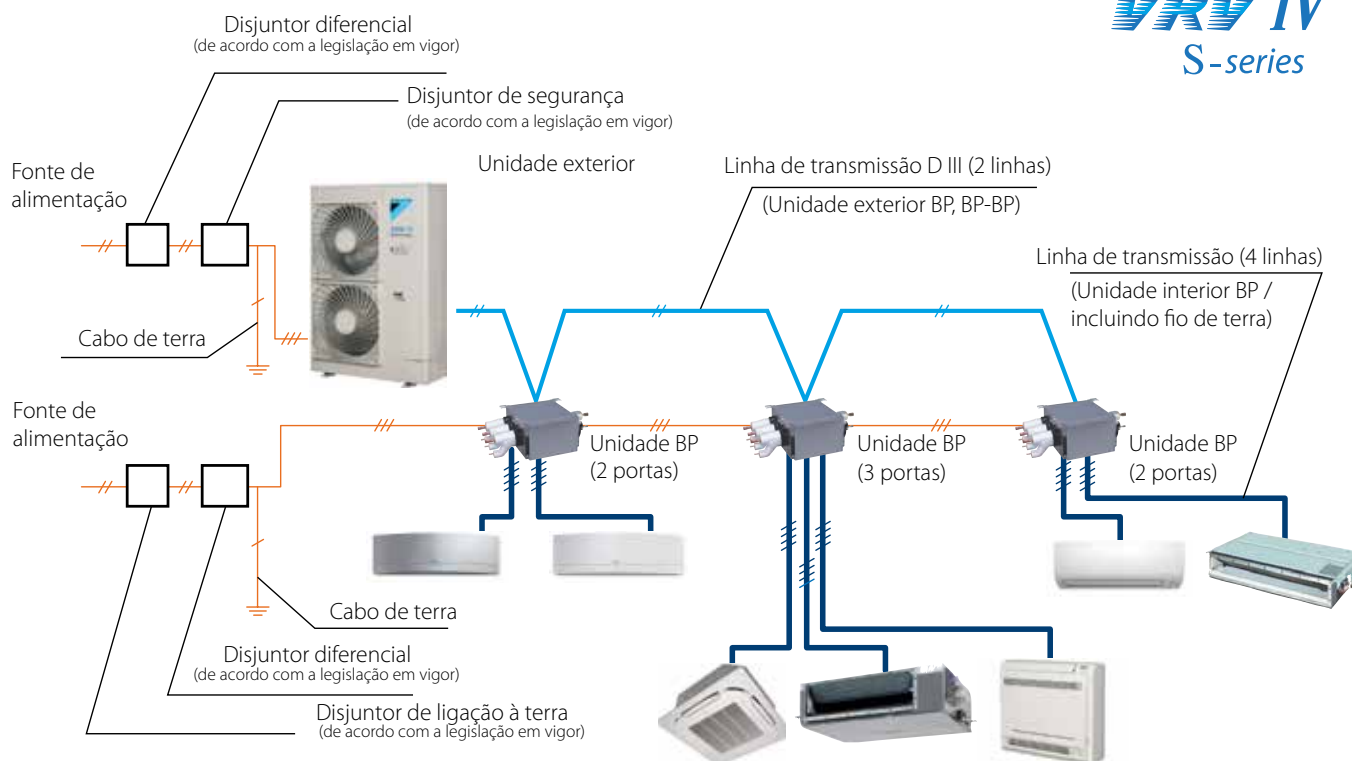 VRV IV
S-series
Disjuntor diferencial
(de acordo com a legislação em vigor)
Disjuntor de segurança
(de acordo com a legislação em vigor)
Fonte de
alimentação
Unidade exterior
Linha de transmissão D III (2 linhas)
(Unidade exterior BP, BP-BP)
Linha de transmissão (4 linhas)
(Unidade interior BP /
incluindo fio de terra)
Cabo de terra
Fonte de
alimentação
Unidade BP
(2 portas)
Unidade BP
(3 portas)
Unidade BP
(2 portas)
Cabo de terra
Disjuntor diferencial
(de acordo com a legislação em vigor)
Disjuntor de ligação à terra
(de acordo com a legislação em vigor)